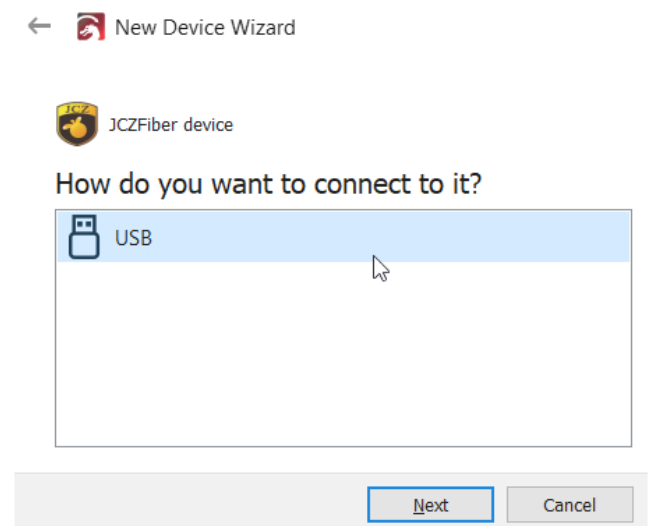 New Device Wizard
JCZ
JCZFiber device
How do you want to connect to it?
USB
Next
Cancel